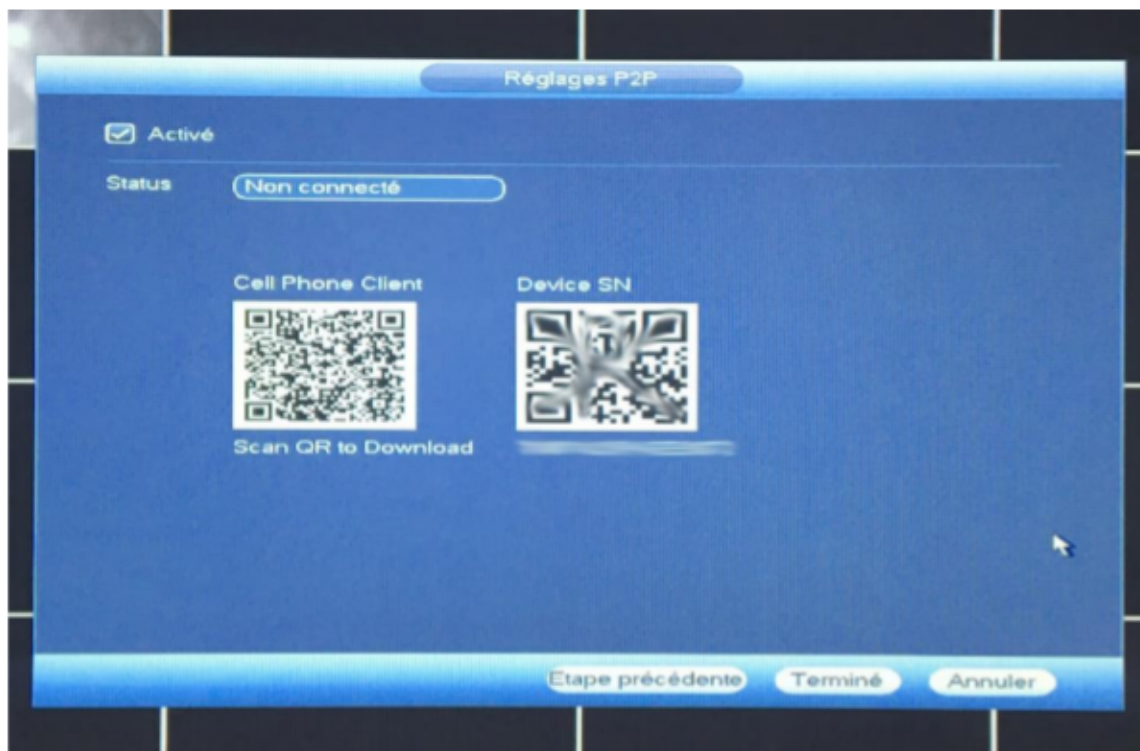 Réglages P2P
Activé
Status Non connecté
Cell Phone Client Device SN
Scan QR to Download
Etape précédente Terminé Annuler